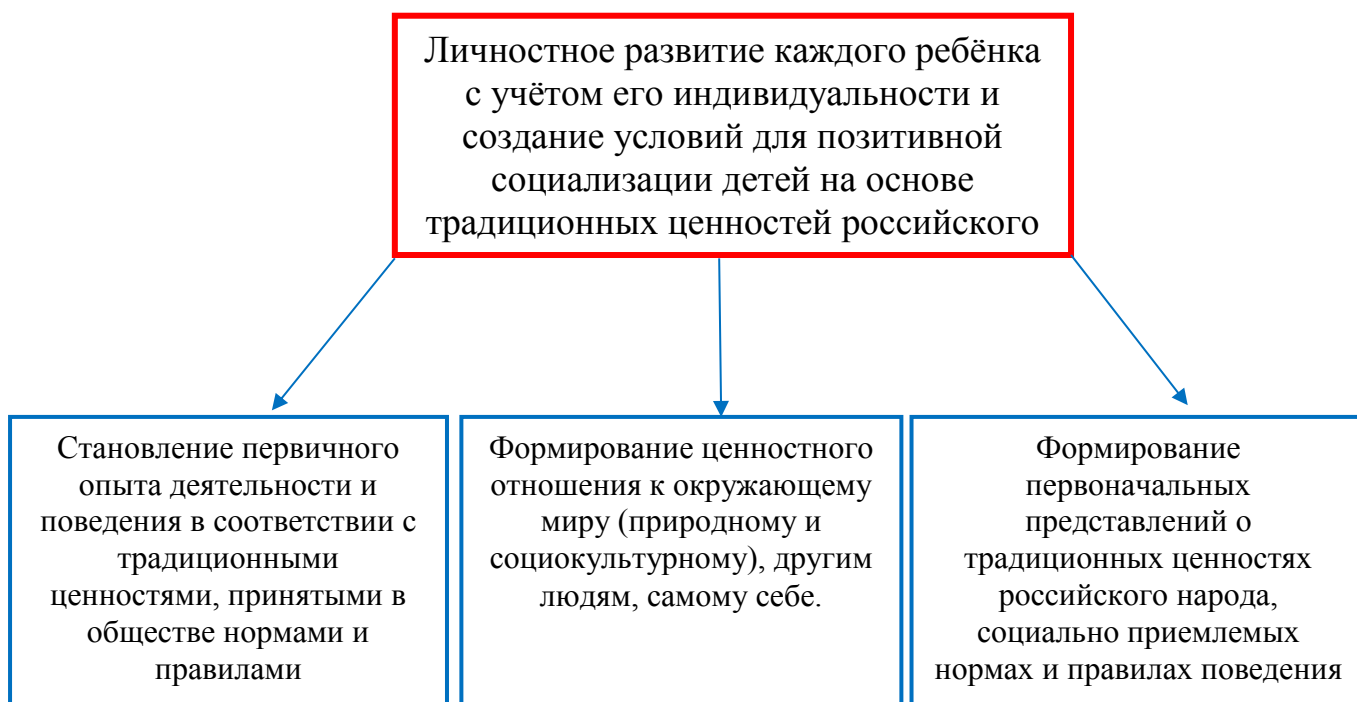 Личностное развитие каждого ребёнка
с учётом его индивидуальности и
создание условий для позитивной
социализации детей на основе
традиционных ценностей российского
Становление первичного
опыта деятельности и
поведения в соответствии с
традиционными
ценностями, принятыми в
обществе нормами и
правилами
Формирование ценностного
отношения к окружающему
миру (природному и
социокультурному), другим
людям, самому себе.
Формирование
первоначальных
представлений о
традиционных ценностях
российского народа,
социально приемлемых
нормах и правилах поведения